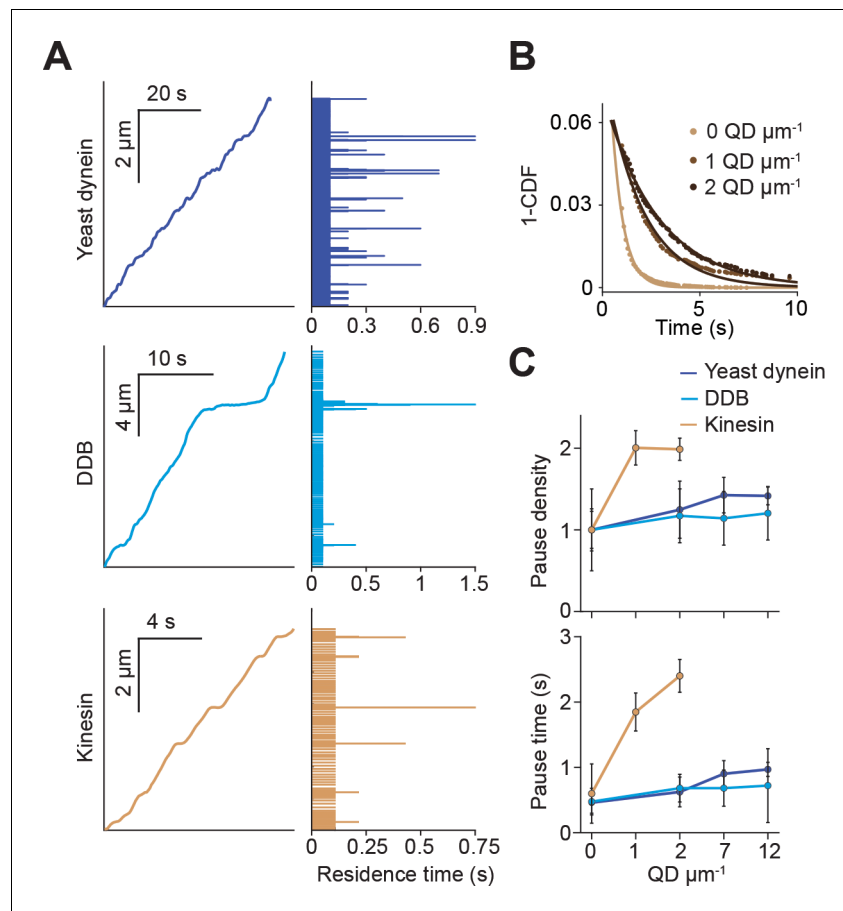 A
20 s
2 µm
Yeast dynein
0 0.3 0.6 0.9
10 s
4 µm
DDB
0 0.5 1 1.5
4 s
2 µm
Kinesin
0 0.25 0.5 0.75
Residence time (s)
B
0.06
0.03
0
1-CDF
0 QD µm-1
1 QD µm-1
2 QD µm-1
0 5 10
Time (s)
C
Yeast dynein
DDB
Kinesin
2
1
0
Pause density
3
2
1
0
Pause time (s)
0 1 2 7 12
QD µm-1